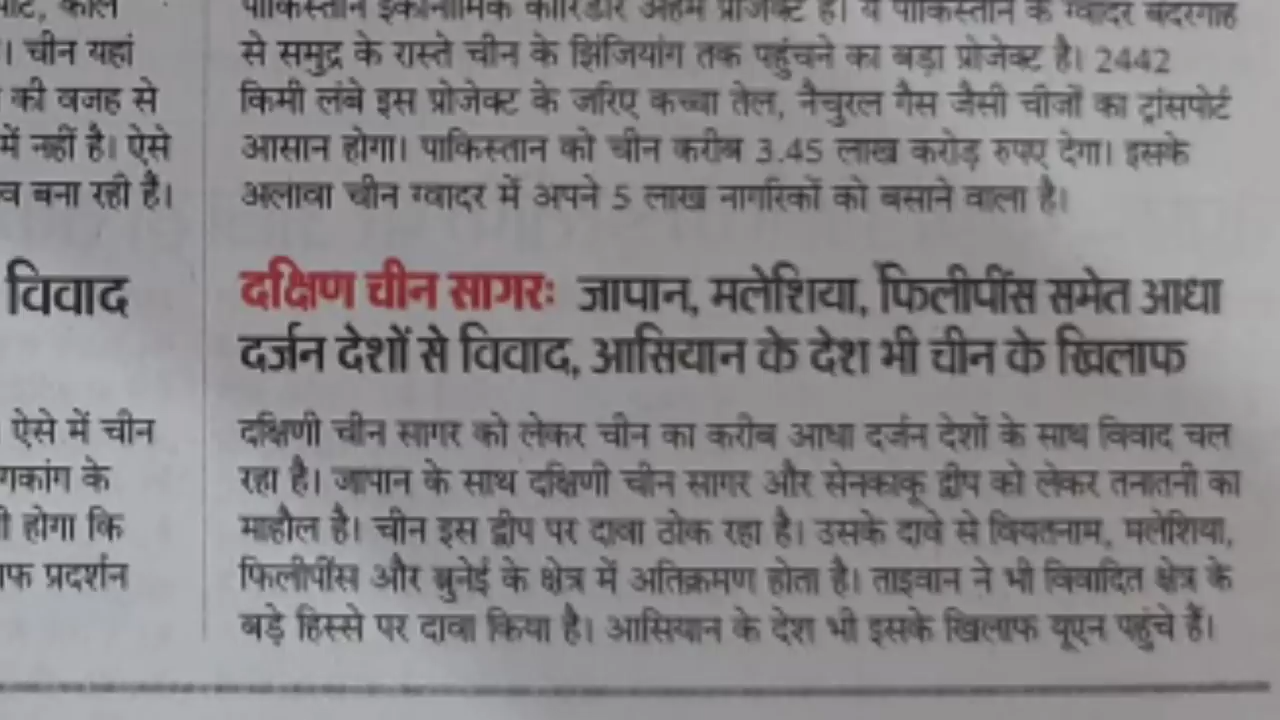 पोर्ट, कोल
। चीन यहां
की वजह से
में नहीं है। ऐसे
व बना रही है।
विवाद
ऐसे में चीन
गकांग के
ी होगा कि
ाफ प्रदर्शन
पाकिस्तान इकोनॉमिक कॉरिडोर अहम प्रोजेक्ट है। ये पाकिस्तान के ग्वादर बंदरगाह
से समुद्र के रास्ते चीन के झिंजियांग तक पहुंचने का बड़ा प्रोजेक्ट है। 2442
किमी लंबे इस प्रोजेक्ट के जरिए कच्चा तेल, नैचुरल गैस जैसी चीजों का ट्रांसपोर्ट
आसान होगा। पाकिस्तान को चीन करीब 3.45 लाख करोड़ रुपए देगा। इसके
अलावा चीन ग्वादर में अपने 5 लाख नागरिकों को बसाने वाला है।
दक्षिण चीन सागरः जापान, मलेशिया, फिलीपींस समेत आधा
दर्जन देशों से विवाद, आसियान के देश भी चीन के खिलाफ
दक्षिणी चीन सागर को लेकर चीन का करीब आधा दर्जन देशों के साथ विवाद चल
रहा है। जापान के साथ दक्षिणी चीन सागर और सेनकाकू द्वीप को लेकर तनातनी का
माहौल है। चीन इस द्वीप पर दावा ठोक रहा है। उसके दावे से वियतनाम, मलेशिया,
फिलीपींस और ब्रुनेई के क्षेत्र में अतिक्रमण होता है। ताइवान ने भी विवादित क्षेत्र के
बड़े हिस्से पर दावा किया है। आसियान के देश भी इसके खिलाफ यूएन पहुंचे हैं।